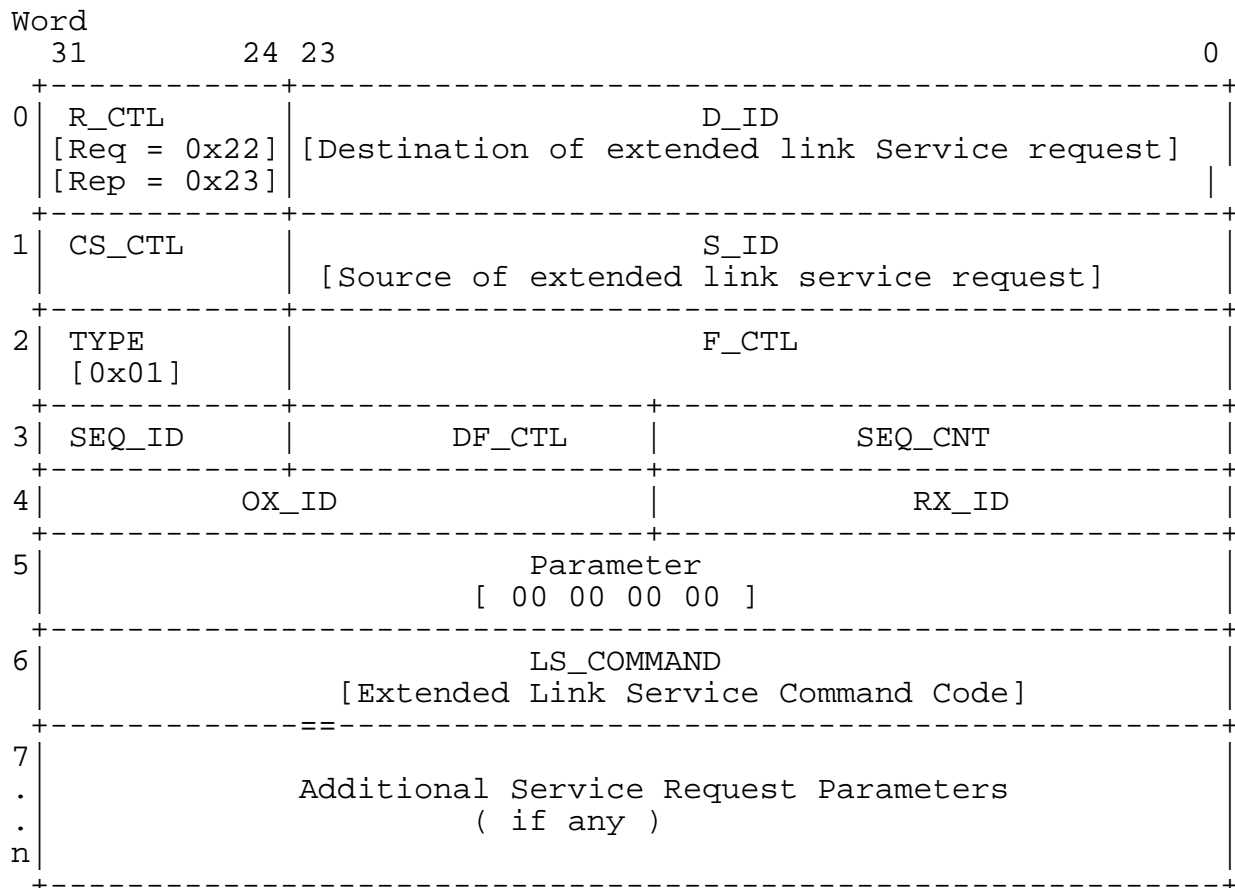 Word
  31        24 23                                              0
 +------------+------------------------------------------------+
0| R_CTL      |                     D_ID                       |
 |[Req = 0x22]|[Destination of extended link Service request]  |
 |[Rep = 0x23]|                                               |
 +------------+------------------------------------------------+
1| CS_CTL     |                     S_ID                       |
 |            | [Source of extended link service request]      |
 +------------+------------------------------------------------+
2| TYPE       |                     F_CTL                      |
 | [0x01]     |                                                |
 +------------+------------------+-----------------------------+
3| SEQ_ID     |        DF_CTL    |          SEQ_CNT            |
 +------------+------------------+-----------------------------+
4|          OX_ID                |             RX_ID           |
 +-------------------------------+-----------------------------+
5|                         Parameter                           |
 |                      [ 00 00 00 00 ]                        |
 +-------------------------------------------------------------+
6|                         LS_COMMAND                          |
 |               [Extended Link Service Command Code]          |
 +-------------==----------------------------------------------+
7|                                                             |
.|             Additional Service Request Parameters           |
.|                      ( if any )                             |
n|                                                             |
 +-------------------------------------------------------------+